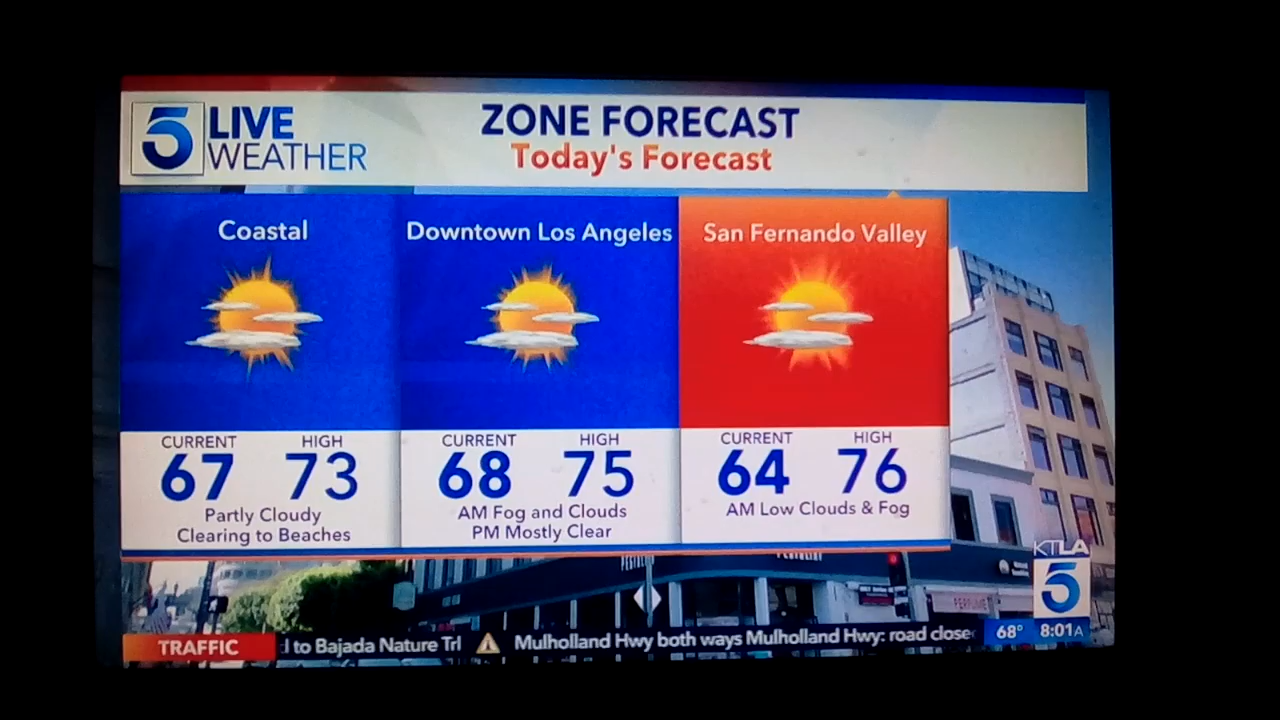 5 LIVE WEATHER
ZONE FORECAST
Today's Forecast
Coastal
CURRENT HIGH
67 73
Partly Cloudy
Clearing to Beaches
Downtown Los Angeles
CURRENT HIGH
68 75
AM Fog and Clouds
PM Mostly Clear
San Fernando Valley
CURRENT HIGH
64 76
AM Low Clouds & Fog
PERFUME
KTLA
5
TRAFFIC
d to Bajada Nature Trl
Mulholland Hwy both ways Mulholland Hwy: road close
68° 8:01A